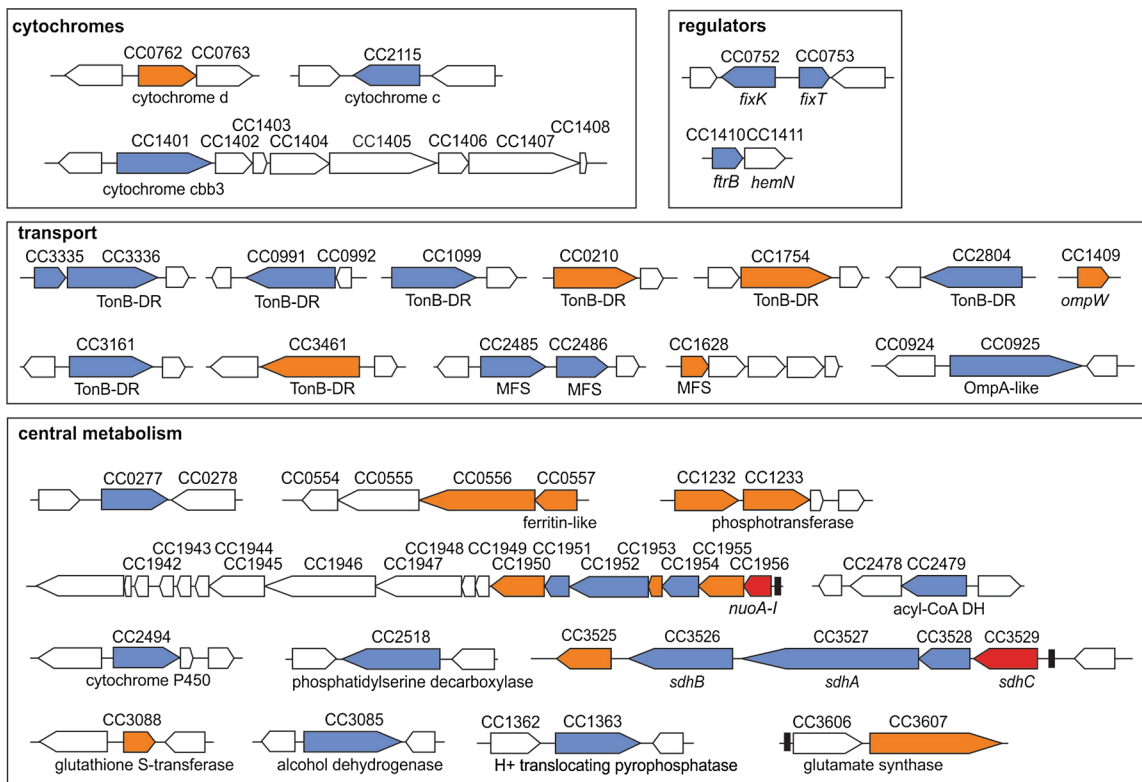 cytochromes
CC0762 CC0763
cytochrome d
CC2115
cytochrome c
CC1401 CC1402 CC1403 CC1404 CC1405 CC1406 CC1407 CC1408
cytochrome cbb3
regulators
CC0752 CC0753
fixK fixT
CC1410 CC1411
ftrB hemN
transport
CC3335 CC3336 CC0991 CC0992 CC1099 CC0210 CC1754 CC2804 CC1409
TonB-DR TonB-DR TonB-DR TonB-DR TonB-DR TonB-DR ompW
CC3161 CC3461 CC2485 CC2486 CC1628 CC0924 CC0925
TonB-DR TonB-DR MFS MFS MFS OmpA-like
central metabolism
CC0277 CC0278 CC0554 CC0555 CC0556 CC0557 CC1232 CC1233
ferritin-like phosphotransferase
CC1943 CC1944 CC1948 CC1949 CC1951 CC1953 CC1955
CC1942 CC1945 CC1946 CC1947 CC1950 CC1952 CC1954 CC1956 CC2478 CC2479
nuoA-I acyl-CoA DH
CC2494 CC2518 CC3525 CC3526 CC3527 CC3528 CC3529
cytochrome P450 phosphatidylserine decarboxylase sdhB sdhA sdhC
CC3088 CC3085 CC1362 CC1363 CC3606 CC3607
glutathione S-transferase alcohol dehydrogenase H+ translocating pyrophosphatase glutamate synthase